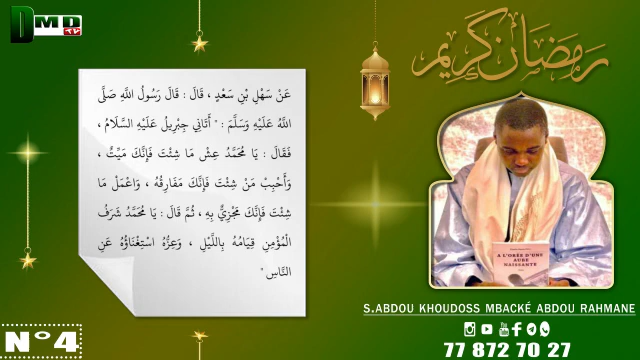 DMD
TV
رمضان كريم
عَنْ سَهْلِ بْنِ سَعْدٍ ، قَالَ : قَالَ رَسُولُ اللَّهِ صَلَّى
اللَّهُ عَلَيْهِ وَسَلَّمَ : " أَتَانِي جِبْرِيلُ عَلَيْهِ السَّلَامُ ،
فَقَالَ : يَا مُحَمَّدُ عِشْ مَا شِئْتَ فَإِنَّكَ مَيِّتٌ ،
وَأَحْبِبْ مَنْ شِئْتَ فَإِنَّكَ مَفَارِقُهُ ، وَاعْمَلْ مَا
شِئْتَ فَإِنَّكَ مَجْزِيٌّ بِهِ ، ثُمَّ قَالَ : يَا مُحَمَّدُ شَرَفُ
الْمُؤْمِنِ قِيَامُهُ بِاللَّيْلِ ، وَعِزُّهُ اسْتِغْنَاؤُهُ عَنِ
النَّاسِ "
A L'ORÉE D'UNE
AUBE
NAISSANTE
S.ABDOU KHOUDOSS MBACKÉ ABDOU RAHMANE
77 872 70 27
N°4